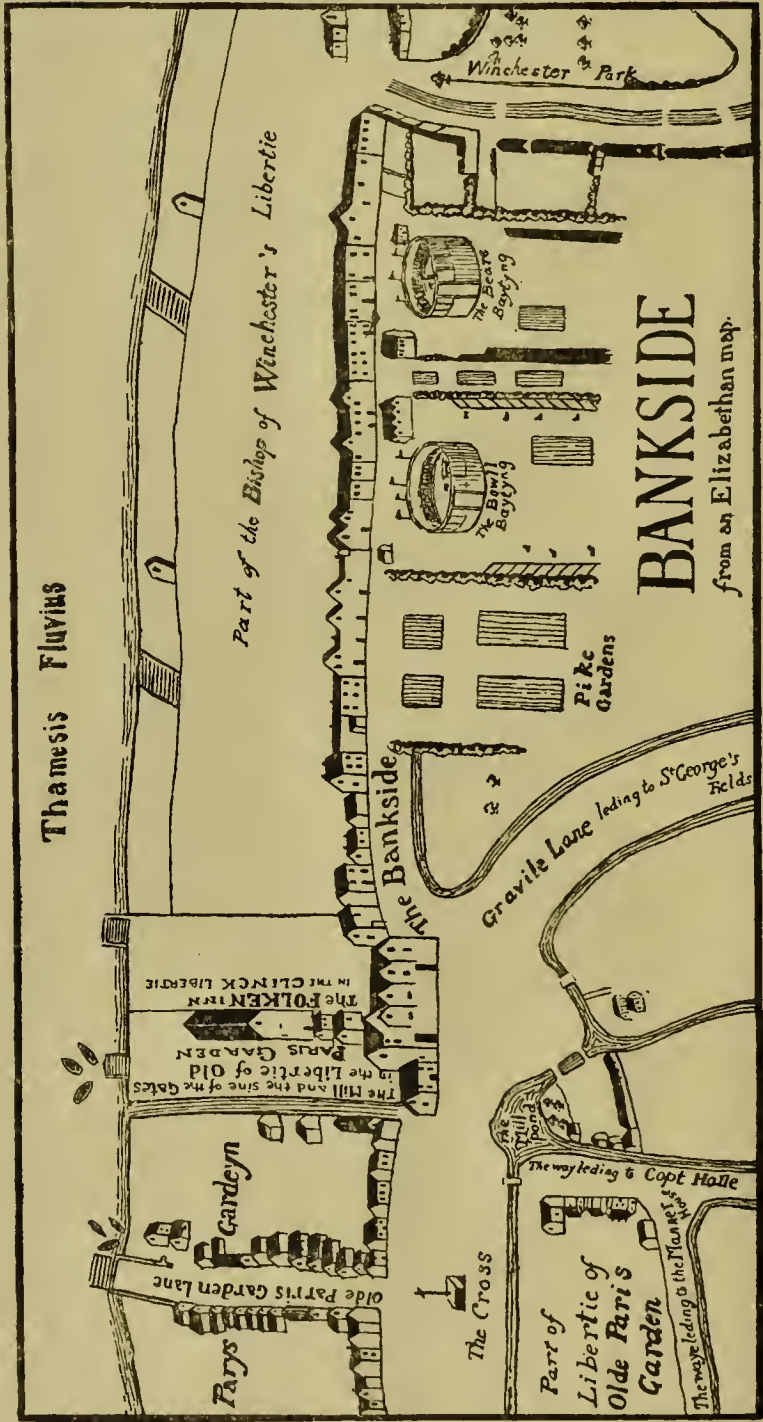 Thamesis Fluvius
Part of the Bishop of Winchester's Libertie
Winchester Park
The Beare
Baytyng
The Bowll
Baytyng
Pike
Gardens
The Bankside
BANKSIDE
from an Elizabethan map.
Gravile Lane leding to St George's
Fields
The FOLKEN INN
IN THE CLINCK LIBERTIE
The Mill and the sine of the Gates
in the Libertie of Old
PARIS GARDEN
Parys Gardeyn
Olde Parris Garden Lane
The Cross
The
Mill
pond
The way leding to Copt Halle
Part of
Libertie of
Olde Paris
Garden
The waye leding to the Manner